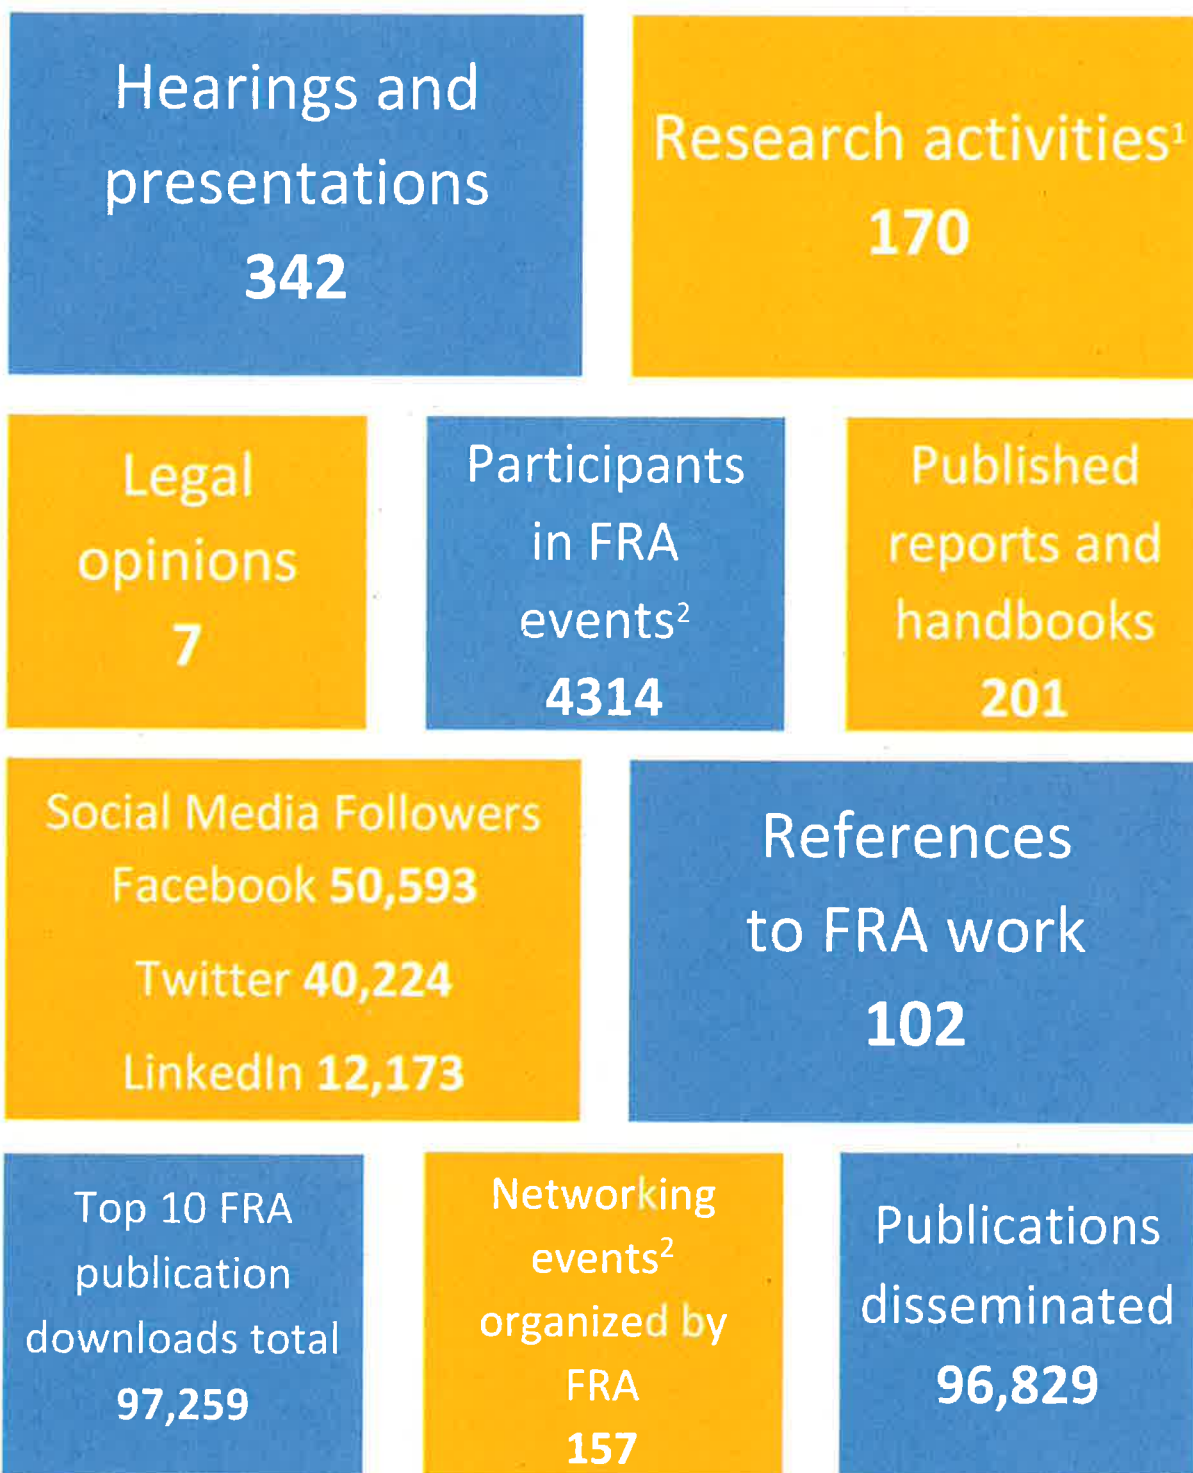 Hearings and
presentations
342
Research activities¹
170
Legal
opinions
7
Participants
in FRA
events²
4314
Published
reports and
handbooks
201
Social Media Followers
Facebook 50,593
Twitter 40,224
LinkedIn 12,173
References
to FRA work
102
Top 10 FRA
publication
downloads total
97,259
Networking
events²
organized by
FRA
157
Publications
disseminated
96,829